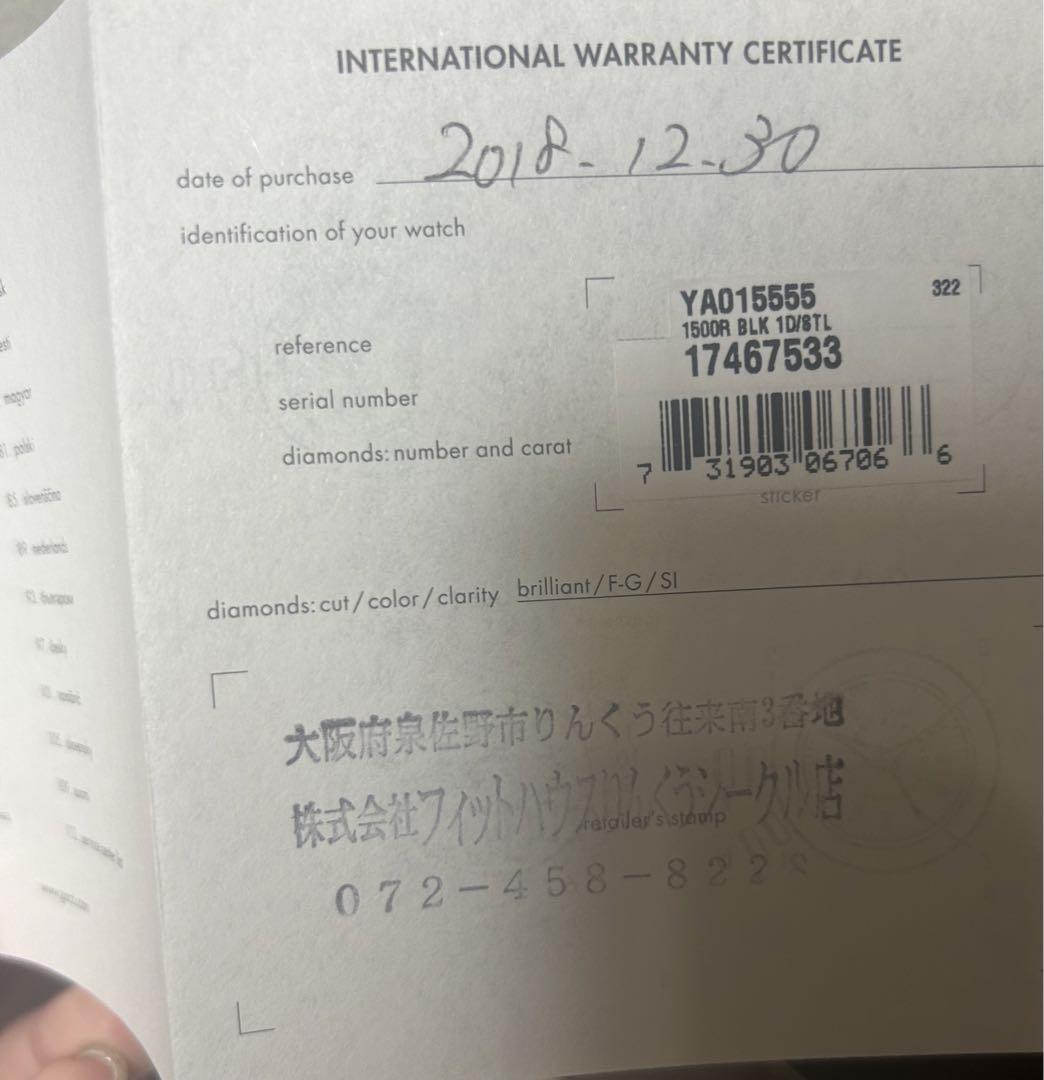 INTERNATIONAL WARRANTY CERTIFICATE
date of purchase 2018-12-30
identification of your watch
YA015555 322
1500R BLK 1D/8TL
reference
17467533
serial number
diamonds: number and carat
7 31903 06706 6
sticker
diamonds: cut/color/clarity brilliant/F-G/SI
大阪府泉佐野市りんくう往来南3番地
株式会社フィットハウスりんくうシークル店
retailer's stamp
072-458-822
magyar
polski
slovenščina
nederlands